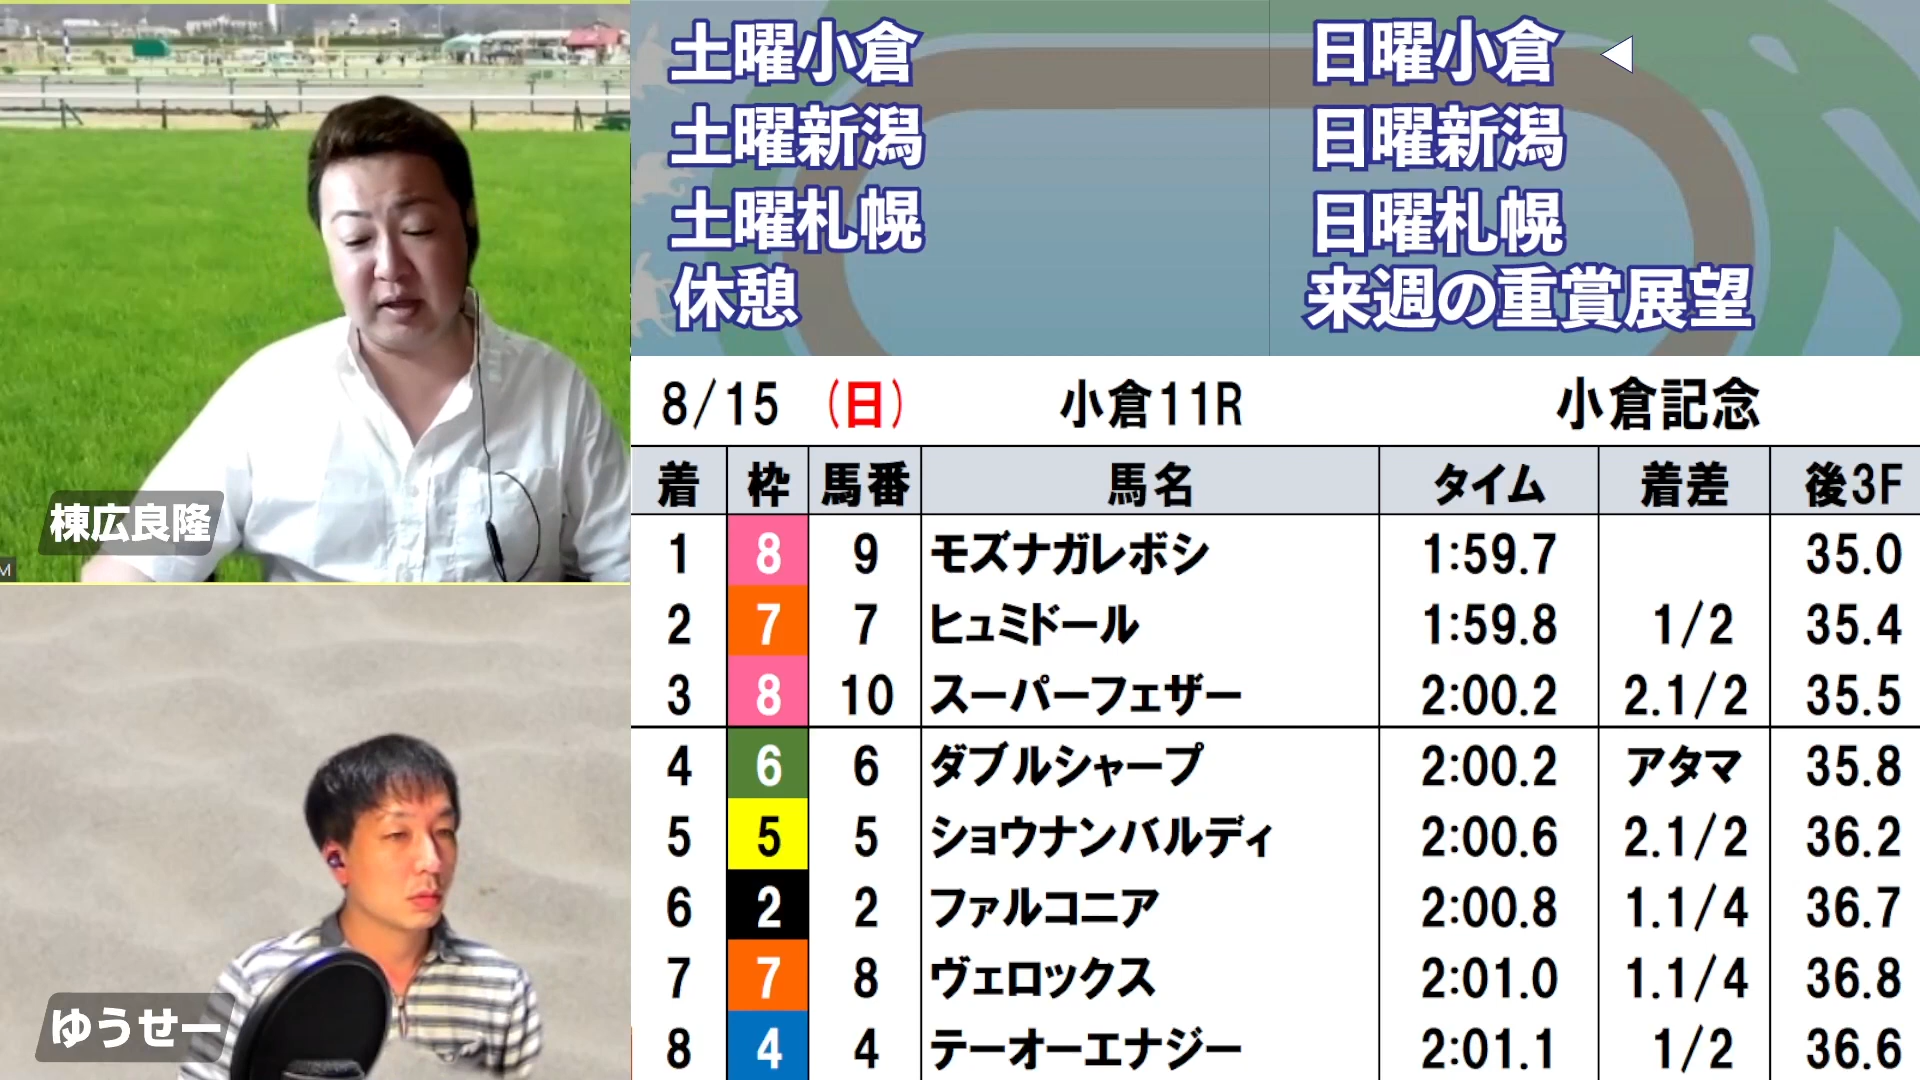 土曜小倉
土曜新潟
土曜札幌
休憩
日曜小倉
日曜新潟
日曜札幌
来週の重賞展望
8/15 (日) 小倉11R 小倉記念
着 枠 馬番 馬名 タイム 着差 後3F
1 8 9 モズナガレボシ 1:59.7 35.0
2 7 7 ヒュミドール 1:59.8 1/2 35.4
3 8 10 スーパーフェザー 2:00.2 2.1/2 35.5
4 6 6 ダブルシャープ 2:00.2 アタマ 35.8
5 5 5 ショウナンバルディ 2:00.6 2.1/2 36.2
6 2 2 ファルコニア 2:00.8 1.1/4 36.7
7 7 8 ヴェロックス 2:01.0 1.1/4 36.8
8 4 4 テーオーエナジー 2:01.1 1/2 36.6
棟広良隆
M
ゆうせー